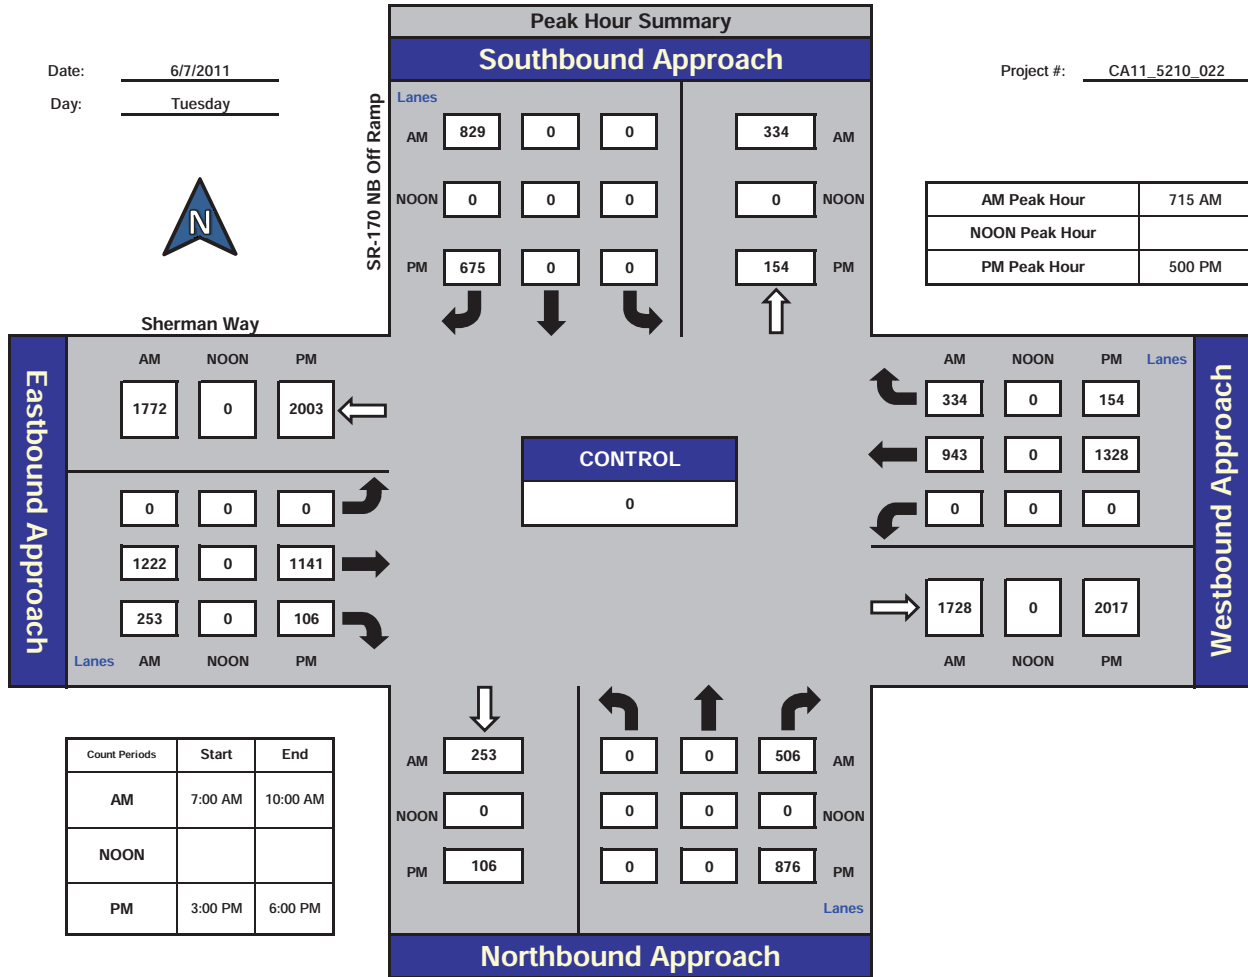 Peak Hour Summary
Southbound Approach
Date: 6/7/2011
Project #: CA11_5210_022
Day: Tuesday
SR-170 NB Off Ramp
Lanes
AM 829 0 0 334 AM
NOON 0 0 0 0 NOON
PM 675 0 0 154 PM
N
AM Peak Hour 715 AM
NOON Peak Hour
PM Peak Hour 500 PM
Sherman Way
Eastbound Approach
AM NOON PM
1772 0 2003
0 0 0
1222 0 1141
253 0 106
Lanes AM NOON PM
CONTROL
0
AM NOON PM Lanes
334 0 154
943 0 1328
0 0 0
1728 0 2017
AM NOON PM
Westbound Approach
Count Periods Start End
AM 7:00 AM 10:00 AM
NOON
PM 3:00 PM 6:00 PM
AM 253 0 0 506 AM
NOON 0 0 0 0 NOON
PM 106 0 0 876 PM
Lanes
Northbound Approach